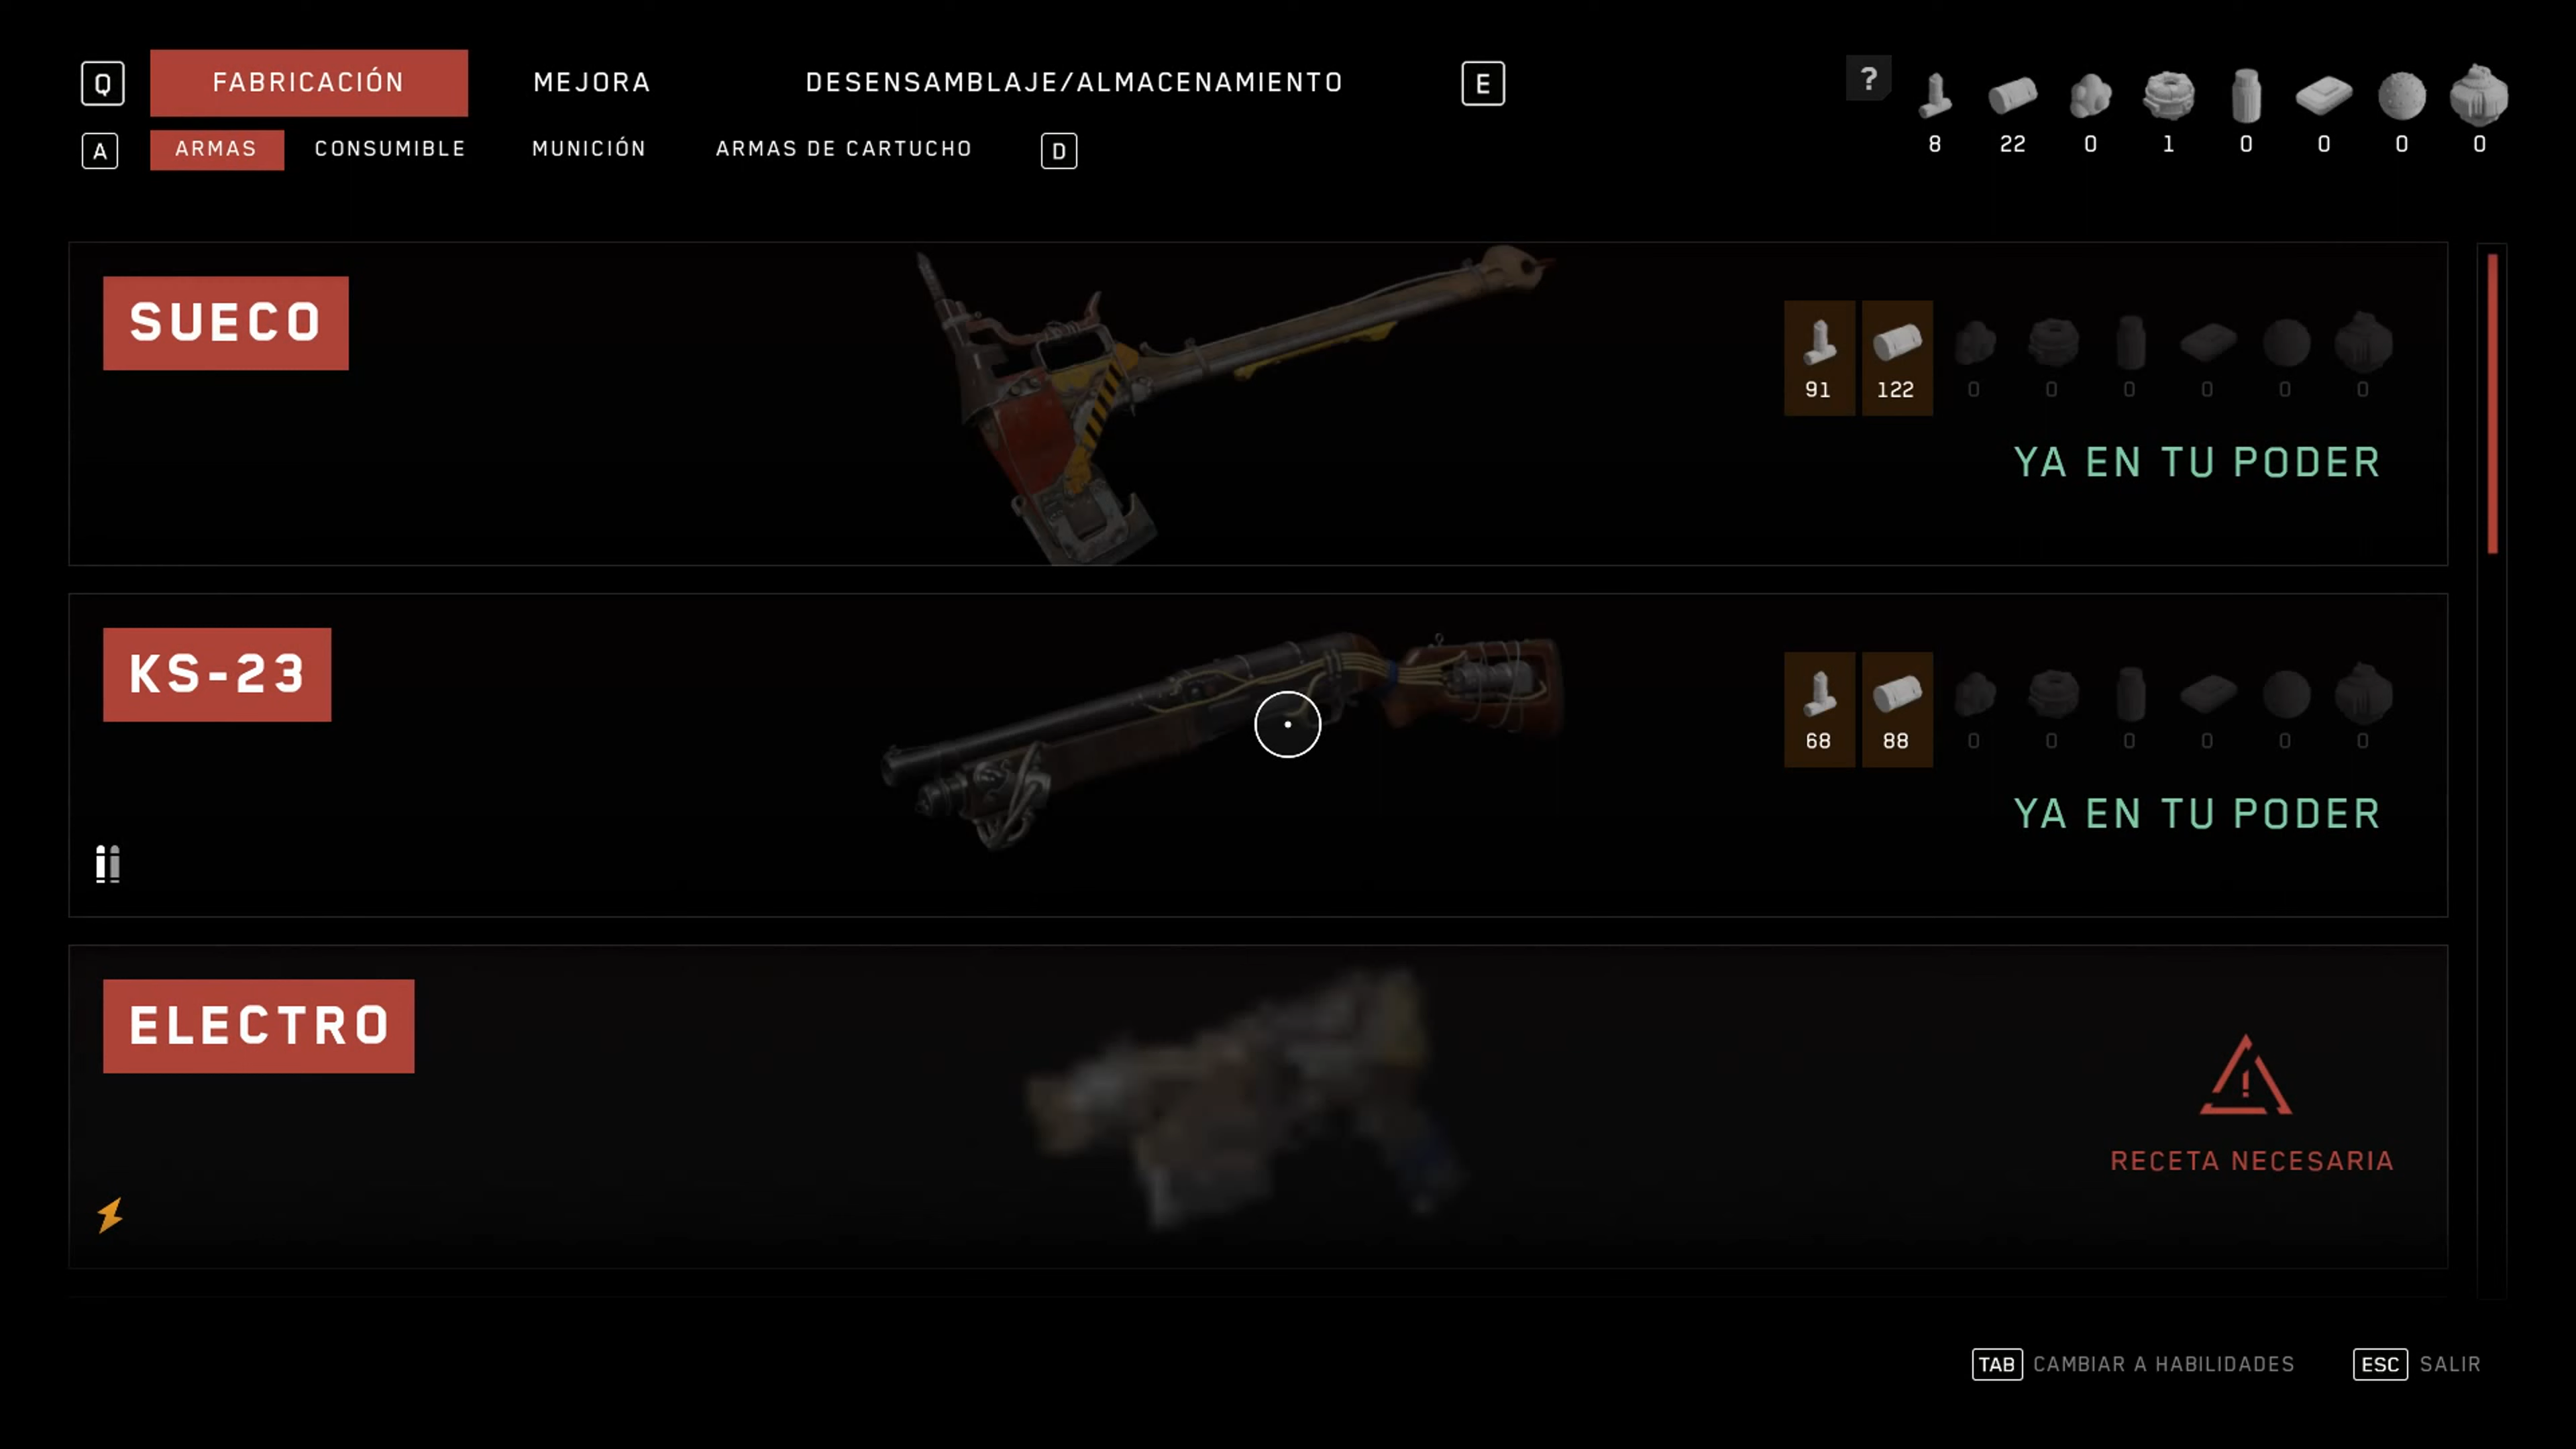 Q FABRICACIÓN MEJORA DESENSAMBLAJE/ALMACENAMIENTO E ?
A ARMAS CONSUMIBLE MUNICIÓN ARMAS DE CARTUCHO D
8 22 0 1 0 0 0 0
SUECO
91 122 0 0 0 0 0 0
YA EN TU PODER
KS-23
68 88 0 0 0 0 0 0
YA EN TU PODER
ELECTRO
!
RECETA NECESARIA
TAB CAMBIAR A HABILIDADES ESC SALIR